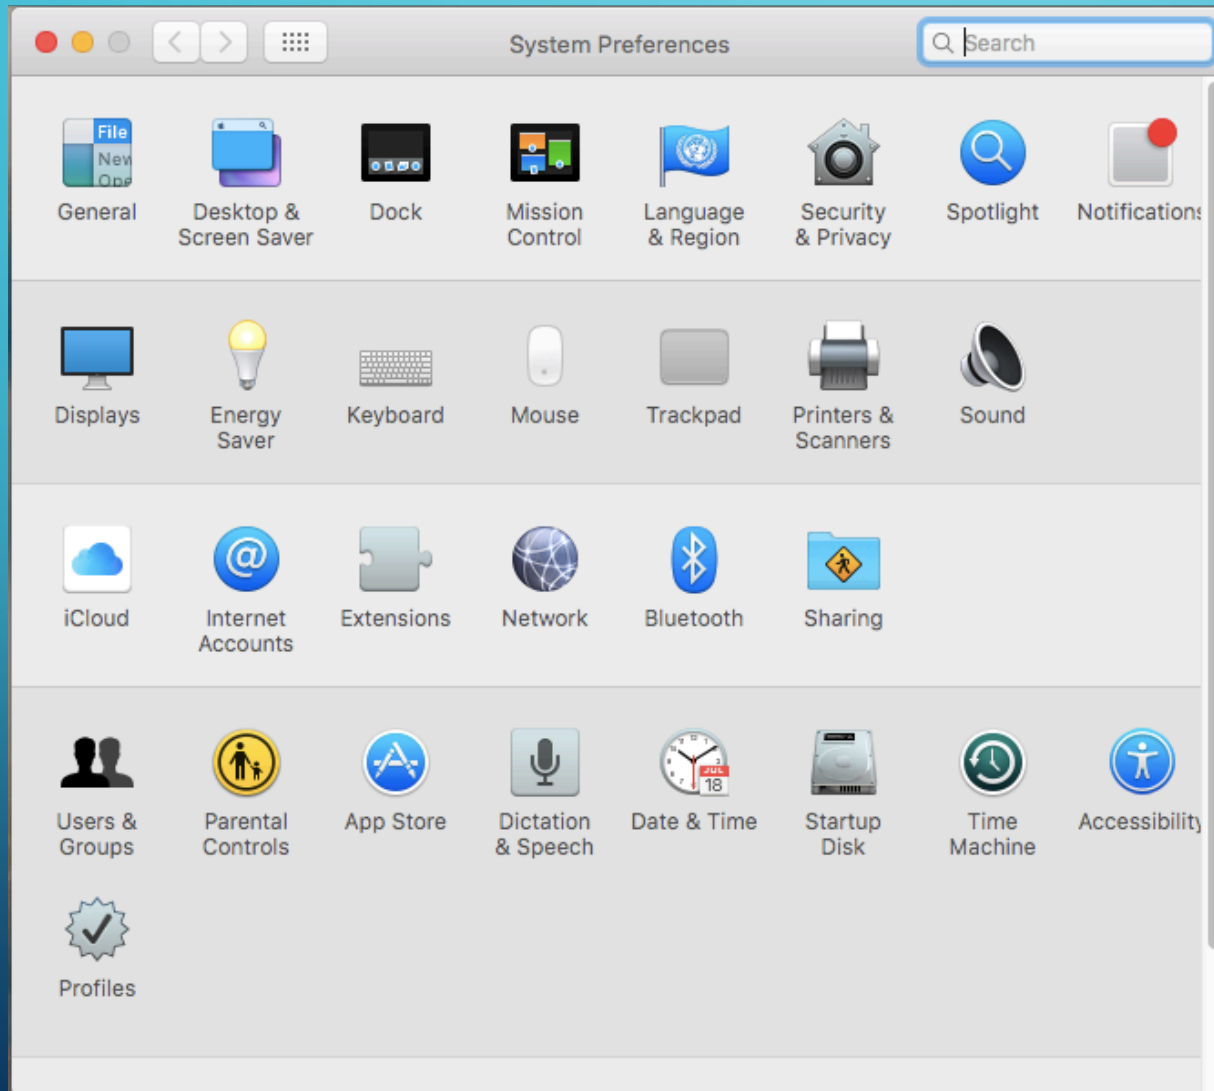 System Preferences
Search
File
New
Ope
General
Desktop &
Screen Saver
Dock
Mission
Control
Language
& Region
Security
& Privacy
Spotlight
Notifications
Displays
Energy
Saver
Keyboard
Mouse
Trackpad
Printers &
Scanners
Sound
iCloud
@
Internet
Accounts
Extensions
Network
Bluetooth
Sharing
Users &
Groups
Parental
Controls
App Store
Dictation
& Speech
JUL
18
Date & Time
Startup
Disk
Time
Machine
Accessibility
Profiles